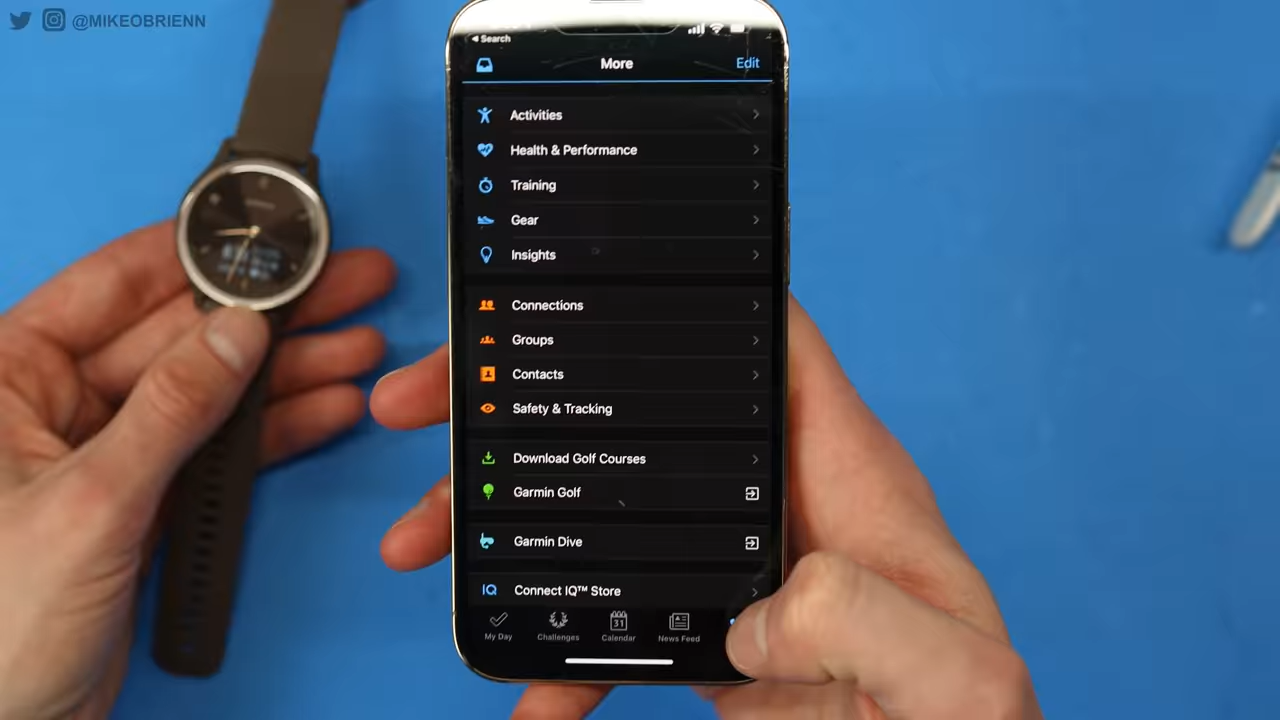 @MIKEOBRIENN
Search
More
Edit
Activities
Health & Performance
Training
Gear
Insights
Connections
Groups
Contacts
Safety & Tracking
Download Golf Courses
Garmin Golf
Garmin Dive
IQ Connect IQ™ Store
31
My Day
Challenges
Calendar
News Feed